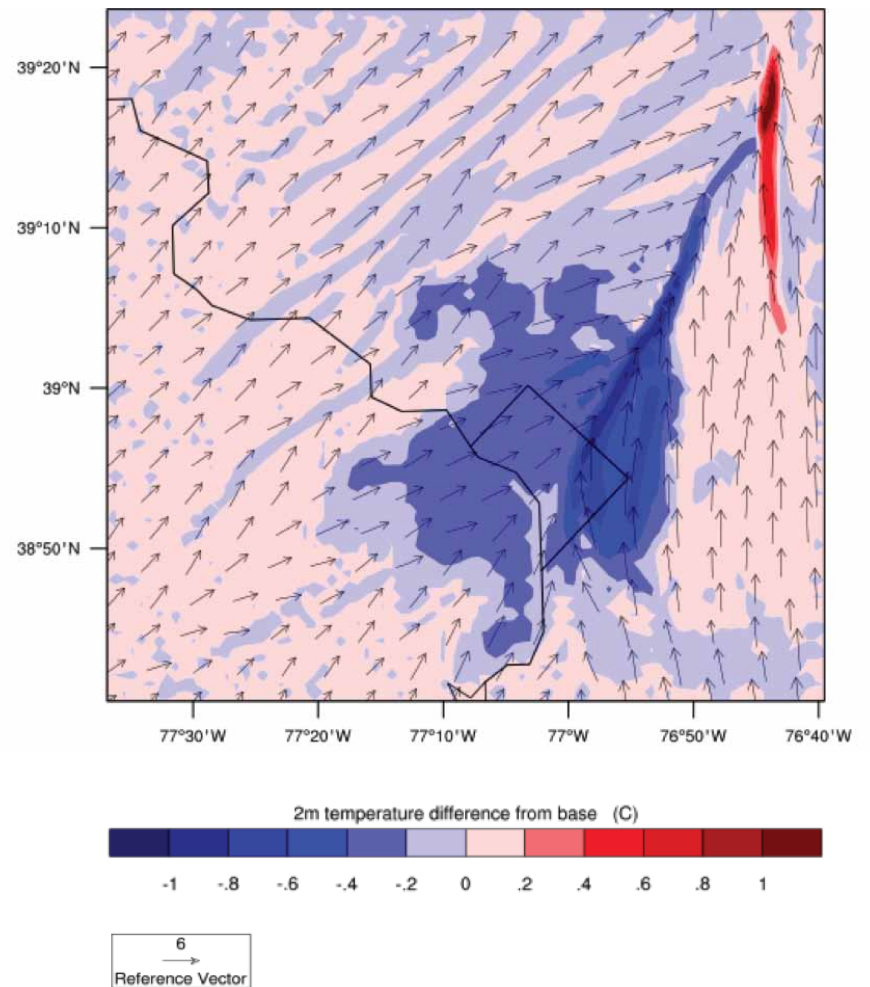 39°20'N
39°10'N
39°N
38°50'N
77°30'W 77°20'W 77°10'W 77°W 76°50'W 76°40'W
2m temperature difference from base (C)
-1 -.8 -.6 -.4 -.2 0 .2 .4 .6 .8 1
6
Reference Vector